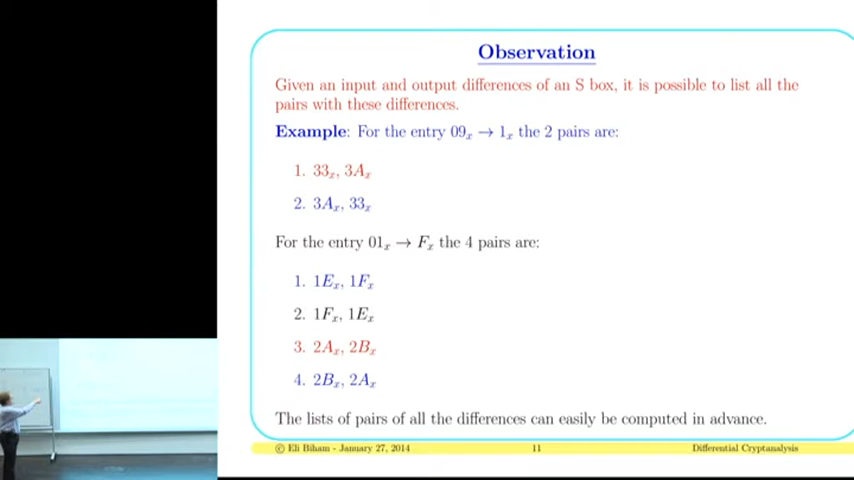 Observation
Given an input and output differences of an S box, it is possible to list all the
pairs with these differences.
Example: For the entry 09ₓ → 1ₓ the 2 pairs are:
1. 33ₓ, 3Aₓ
2. 3Aₓ, 33ₓ
For the entry 01ₓ → Fₓ the 4 pairs are:
1. 1Eₓ, 1Fₓ
2. 1Fₓ, 1Eₓ
3. 2Aₓ, 2Bₓ
4. 2Bₓ, 2Aₓ
The lists of pairs of all the differences can easily be computed in advance.
© Eli Biham - January 27, 2014 11 Differential Cryptanalysis